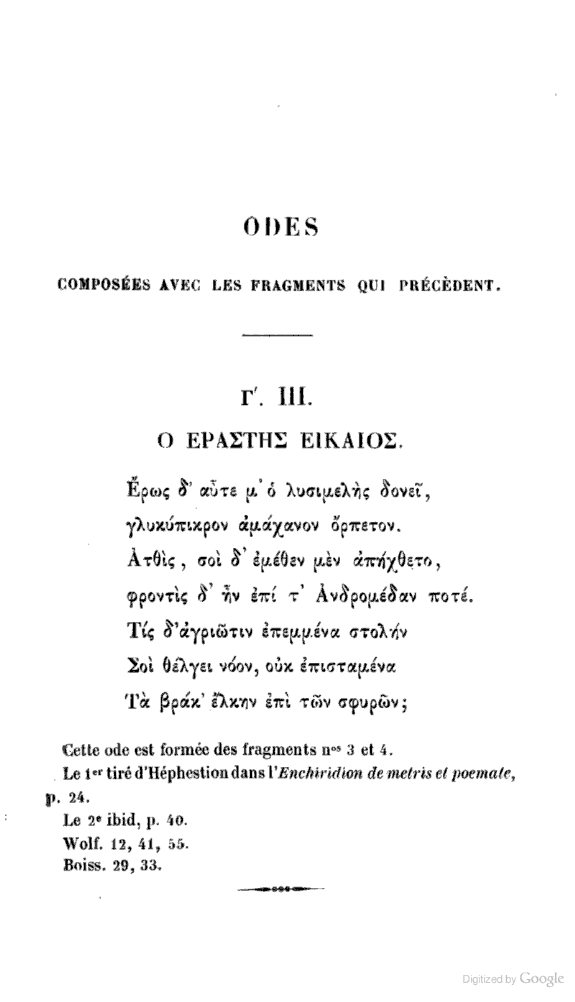 ODES
COMPOSÉES AVEC LES FRAGMENTS QUI PRÉCÈDENT.
Γʹ. III.
Ο ΕΡΑΣΤΗΣ ΕΙΚΑΙΟΣ.
Ἔρως δ' αὖτε μ' ὁ λυσιμελὴς δονεῖ,
γλυκύπικρον ἀμάχανον ὄρπετον.
Ἀτθὶς, σοὶ δ' ἐμέθεν μὲν ἀπήχθετο,
φροντὶς δ' ἦν ἐπί τ' Ἀνδρομέδαν ποτέ.
Τίς δ'ἀγριῶτιν ἐπεμμένα στολήν
Σοὶ θέλγει νόον, οὐκ ἐπισταμένα
Τὰ βράκ' ἔλκην ἐπὶ τῶν σφυρῶν;
Cette ode est formée des fragments nos 3 et 4.
Le 1er tiré d'Héphestion dans l'Enchiridion de metris et poemate,
p. 24.
Le 2e ibid, p. 40.
Wolf. 12, 41, 55.
Boiss. 29, 33.
Digitized by Google